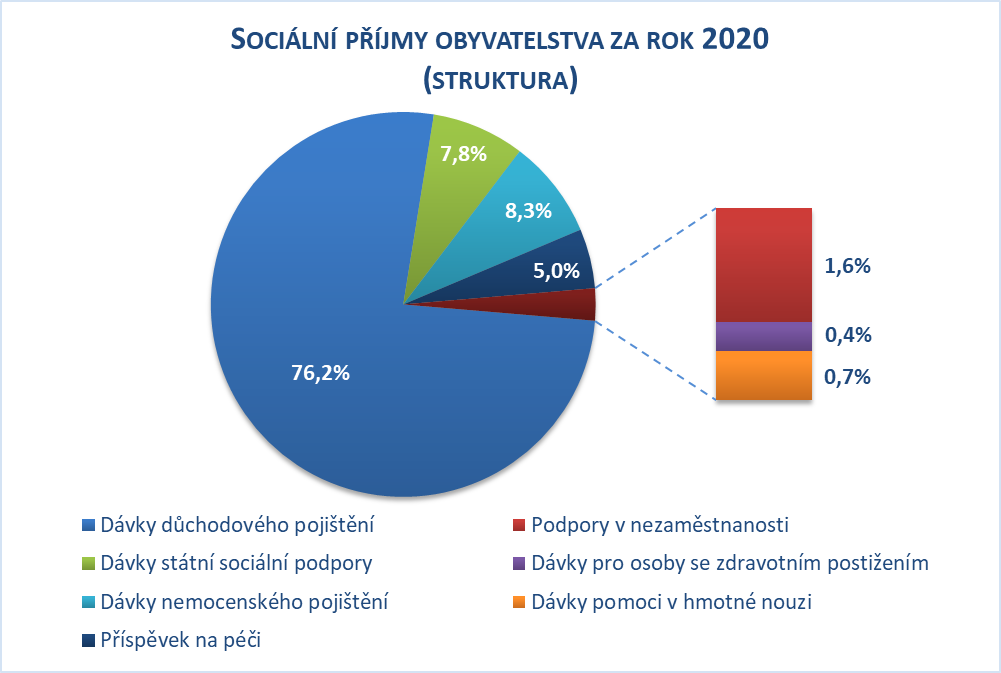 Sociální příjmy obyvatelstva za rok 2020
(struktura)
7,8%
8,3%
5,0%
76,2%
1,6%
0,4%
0,7%
Dávky důchodového pojištění
Podpory v nezaměstnanosti
Dávky státní sociální podpory
Dávky pro osoby se zdravotním postižením
Dávky nemocenského pojištění
Dávky pomoci v hmotné nouzi
Příspěvek na péči